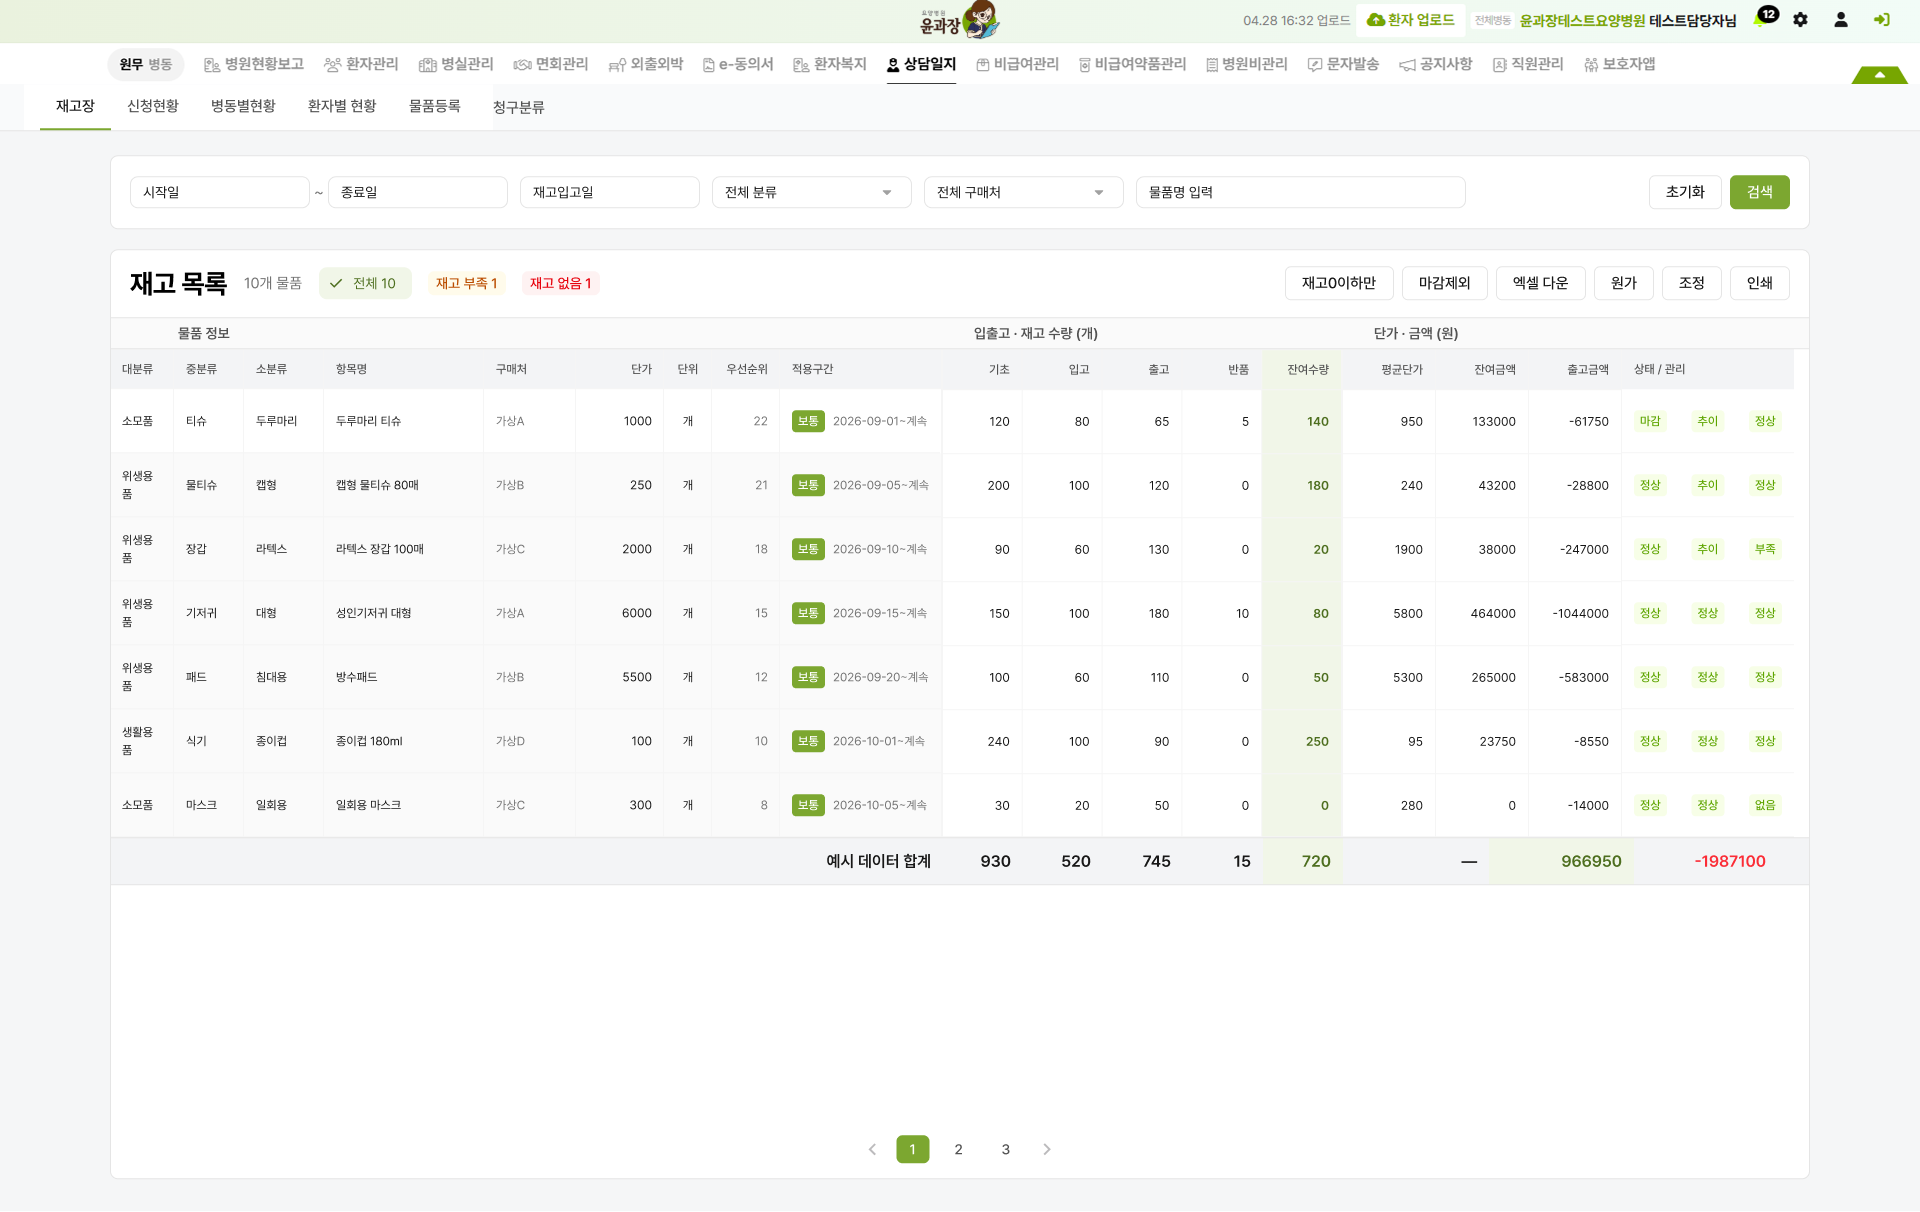 요양병원
윤과장
04.28 16:32 업로드 환자 업로드 전체병동 윤과장테스트요양병원 테스트담당자님 12
원무 병동 병원현황보고 환자관리 병실관리 면회관리 외출외박 e-동의서 환자복지 상담일지 비급여관리 비급여약품관리 병원비관리 문자발송 공지사항 직원관리 보호자앱
재고장 신청현황 병동별현황 환자별 현황 물품등록 청구분류
시작일 ~ 종료일 재고입고일 전체 분류 전체 구매처 물품명 입력 초기화 검색
재고 목록 10개 물품 전체 10 재고 부족 1 재고 없음 1 재고0이하만 마감제외 엑셀 다운 원가 조정 인쇄
물품 정보 입출고 · 재고 수량 (개) 단가 · 금액 (원)
대분류 중분류 소분류 항목명 구매처 단가 단위 우선순위 적용구간 기초 입고 출고 반품 잔여수량 평균단가 잔여금액 출고금액 상태 / 관리
소모품 티슈 두루마리 두루마리 티슈 가상A 1000 개 22 보통 2026-09-01~계속 120 80 65 5 140 950 133000 -61750 마감 추이 정상
위생용품 물티슈 캡형 캡형 물티슈 80매 가상B 250 개 21 보통 2026-09-05~계속 200 100 120 0 180 240 43200 -28800 정상 추이 정상
위생용품 장갑 라텍스 라텍스 장갑 100매 가상C 2000 개 18 보통 2026-09-10~계속 90 60 130 0 20 1900 38000 -247000 정상 추이 부족
위생용품 기저귀 대형 성인기저귀 대형 가상A 6000 개 15 보통 2026-09-15~계속 150 100 180 10 80 5800 464000 -1044000 정상 정상 정상
위생용품 패드 침대용 방수패드 가상B 5500 개 12 보통 2026-09-20~계속 100 60 110 0 50 5300 265000 -583000 정상 정상 정상
생활용품 식기 종이컵 종이컵 180ml 가상D 100 개 10 보통 2026-10-01~계속 240 100 90 0 250 95 23750 -8550 정상 정상 정상
소모품 마스크 일회용 일회용 마스크 가상C 300 개 8 보통 2026-10-05~계속 30 20 50 0 0 280 0 -14000 정상 정상 없음
예시 데이터 합계 930 520 745 15 720 — 966950 -1987100
1 2 3